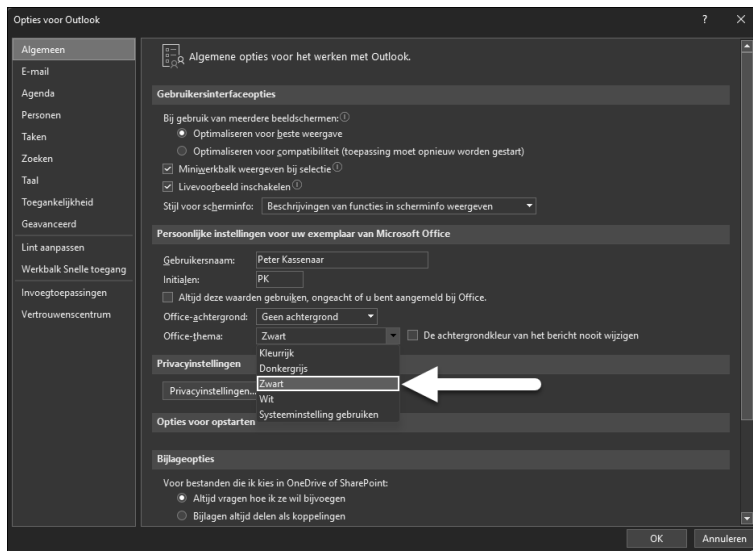 Opties voor Outlook
?
Algemeen
E-mail
Agenda
Personen
Taken
Zoeken
Taal
Toegankelijkheid
Geavanceerd
Lint aanpassen
Werkbalk Snelle toegang
Invoegtoepassingen
Vertrouwenscentrum
Algemene opties voor het werken met Outlook.
Gebruikersinterfaceopties
Bij gebruik van meerdere beeldschermen:
Optimaliseren voor beste weergave
Optimaliseren voor compatibiliteit (toepassing moet opnieuw worden gestart)
Miniwerkbalk weergeven bij selectie
Livevoorbeeld inschakelen
Stijl voor scherminfo: Beschrijvingen van functies in scherminfo weergeven
Persoonlijke instellingen voor uw exemplaar van Microsoft Office
Gebruikersnaam: Peter Kassenaar
Initialen: PK
Altijd deze waarden gebruiken, ongeacht of u bent aangemeld bij Office.
Office-achtergrond: Geen achtergrond
Office-thema: Zwart De achtergrondkleur van het bericht nooit wijzigen
Kleurrijk
Donkergrijs
Zwart
Wit
Systeeminstelling gebruiken
Privacyinstellingen
Privacyinstellingen...
Opties voor opstarten
Bijlageopties
Voor bestanden die ik kies in OneDrive of SharePoint:
Altijd vragen hoe ik ze wil bijvoegen
Bijlagen altijd delen als koppelingen
OK Annuleren